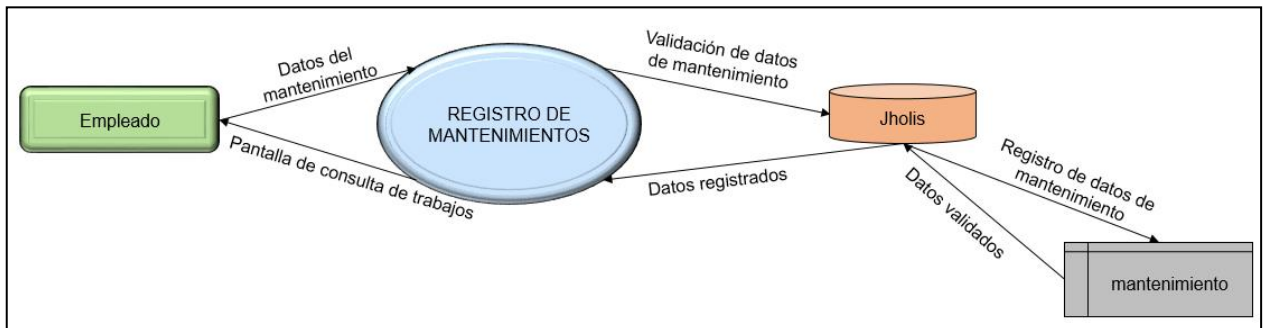 Empleado
Datos del
mantenimiento
Pantalla de consulta de trabajos
REGISTRO DE
MANTENIMIENTOS
Validación de datos
de mantenimiento
Datos registrados
Jholis
Registro de datos de
mantenimiento
Datos validados
mantenimiento